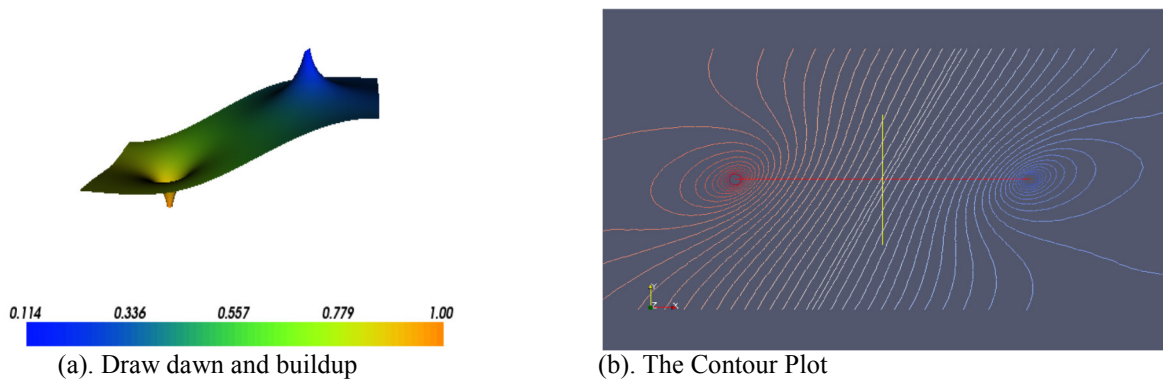 0.114 0.336 0.557 0.779 1.00
Y
Z X
(a). Draw dawn and buildup
(b). The Contour Plot